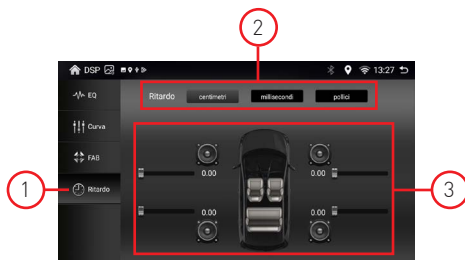 2
DSP 13:27
EQ
Ritardo centimetri millisecondi pollici
Curva
FAB
0.00 0.00
1 Ritardo 3
0.00 0.00